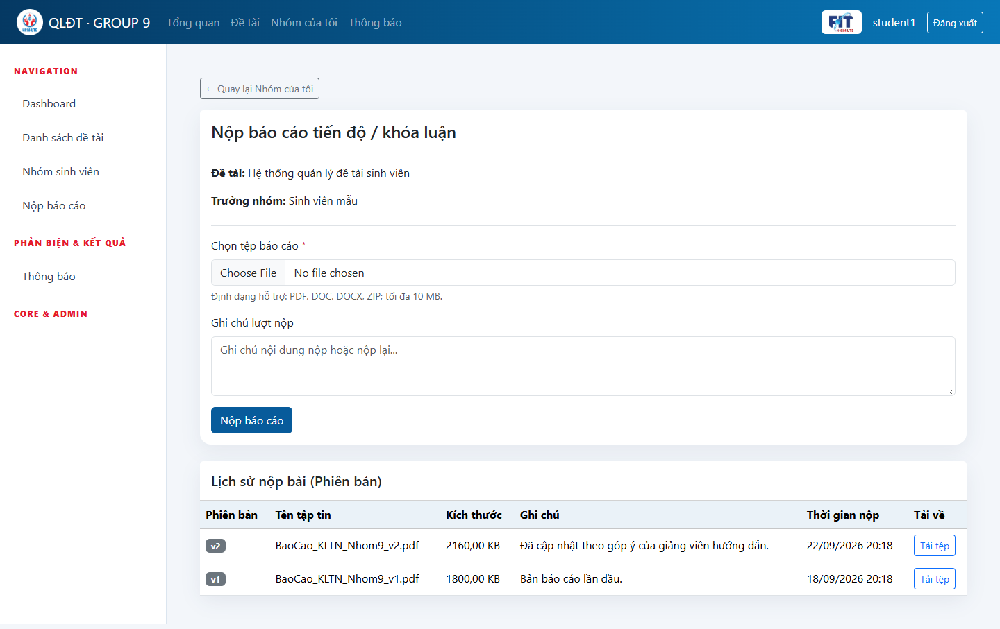 HCM-UTE
QLĐT · GROUP 9
Tổng quan
Đề tài
Nhóm của tôi
Thông báo
FIT
HCM UTE
student1
Đăng xuất
NAVIGATION
Dashboard
Danh sách đề tài
Nhóm sinh viên
Nộp báo cáo
PHẢN BIỆN & KẾT QUẢ
Thông báo
CORE & ADMIN
← Quay lại Nhóm của tôi
Nộp báo cáo tiến độ / khóa luận
Đề tài: Hệ thống quản lý đề tài sinh viên
Trưởng nhóm: Sinh viên mẫu
Chọn tệp báo cáo *
Choose File No file chosen
Định dạng hỗ trợ: PDF, DOC, DOCX, ZIP; tối đa 10 MB.
Ghi chú lượt nộp
Ghi chú nội dung nộp hoặc nộp lại...
Nộp báo cáo
Lịch sử nộp bài (Phiên bản)
Phiên bản Tên tập tin Kích thước Ghi chú Thời gian nộp Tải về
v2 BaoCao_KLTN_Nhom9_v2.pdf 2160,00 KB Đã cập nhật theo góp ý của giảng viên hướng dẫn. 22/09/2026 20:18 Tải tệp
v1 BaoCao_KLTN_Nhom9_v1.pdf 1800,00 KB Bản báo cáo lần đầu. 18/09/2026 20:18 Tải tệp